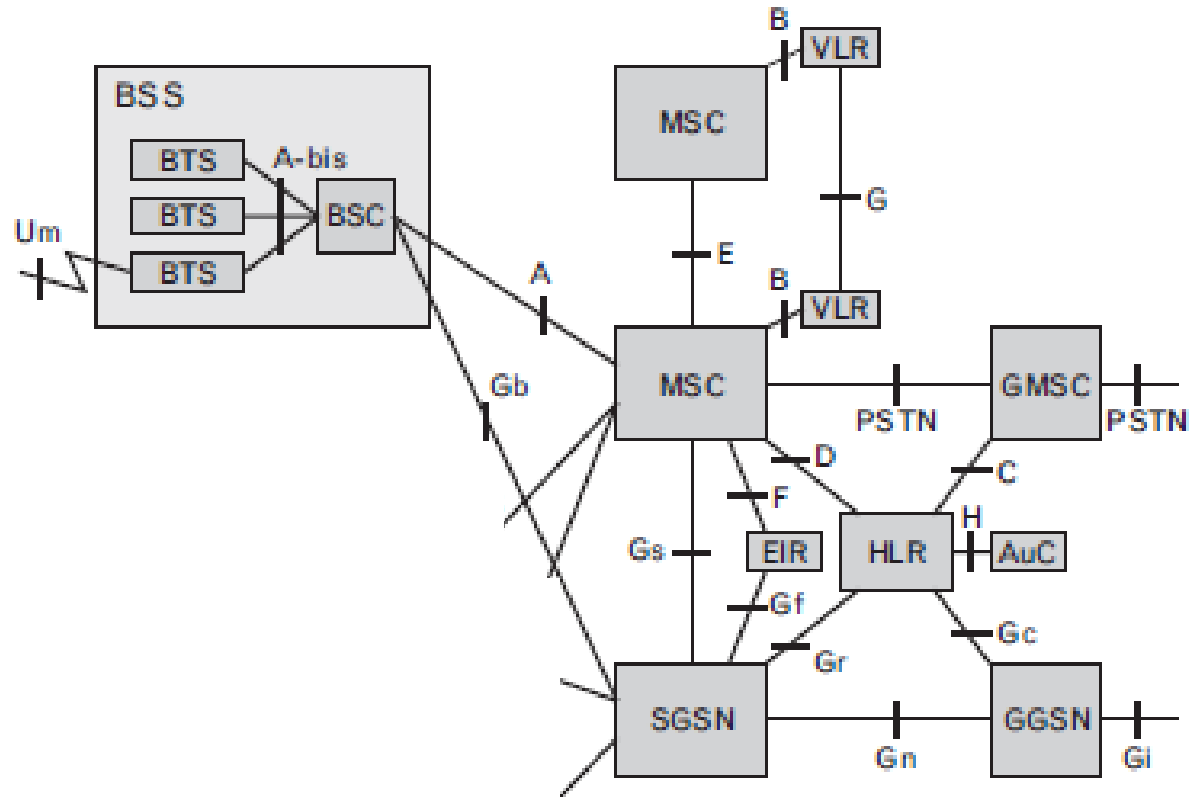 B
VLR
BSS
MSC
BTS
A-bis
BTS
BSC
G
Um
BTS
E
A
B
VLR
Gb
MSC
GMSC
PSTN
PSTN
D
C
F
H
Gs
EIR
HLR
AuC
Gf
Gc
Gr
SGSN
GGSN
Gn
Gi